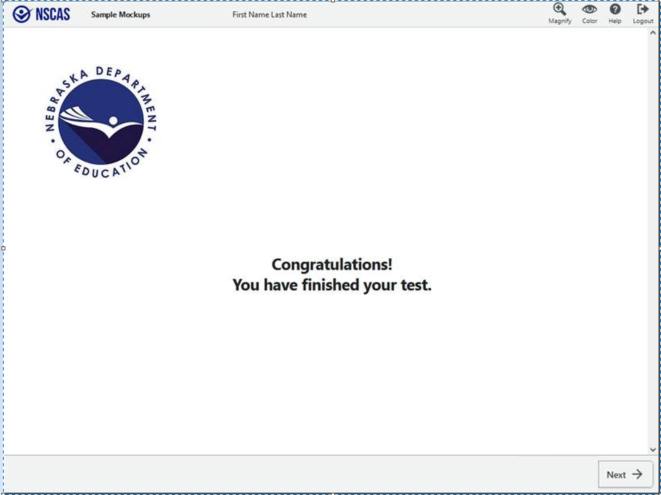 NSCAS
Sample Mockups
First Name Last Name
Magnify
Color
Help
Logout
NEBRASKA DEPARTMENT
• OF EDUCATION •
Congratulations!
You have finished your test.
Next →